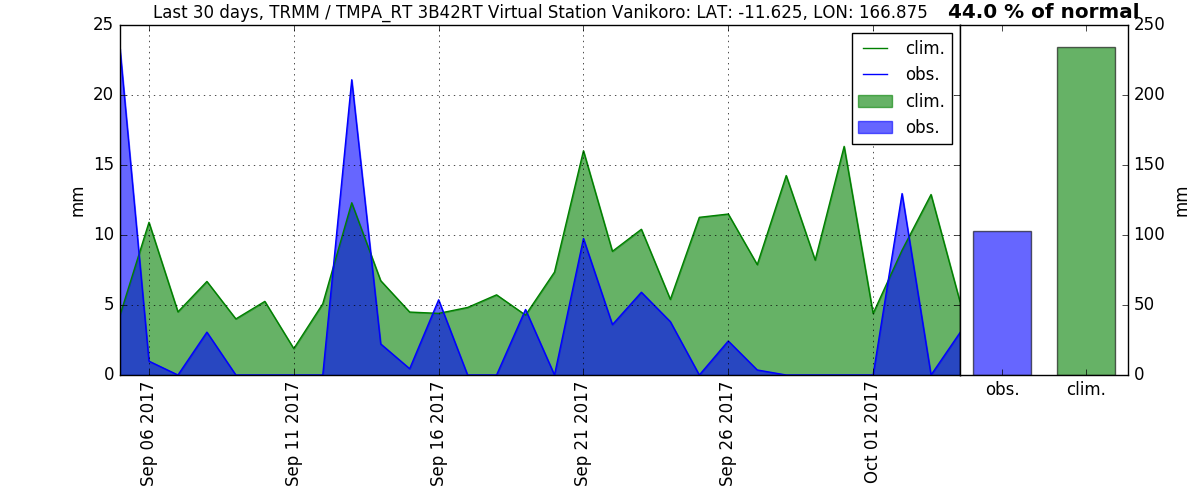 Last 30 days, TRMM / TMPA_RT 3B42RT Virtual Station Vanikoro: LAT: -11.625, LON: 166.875
44.0 % of normal
25
20
15
10
5
0
mm
clim.
obs.
clim.
obs.
250
200
150
100
50
0
mm
Sep 06 2017
Sep 11 2017
Sep 16 2017
Sep 21 2017
Sep 26 2017
Oct 01 2017
obs.
clim.